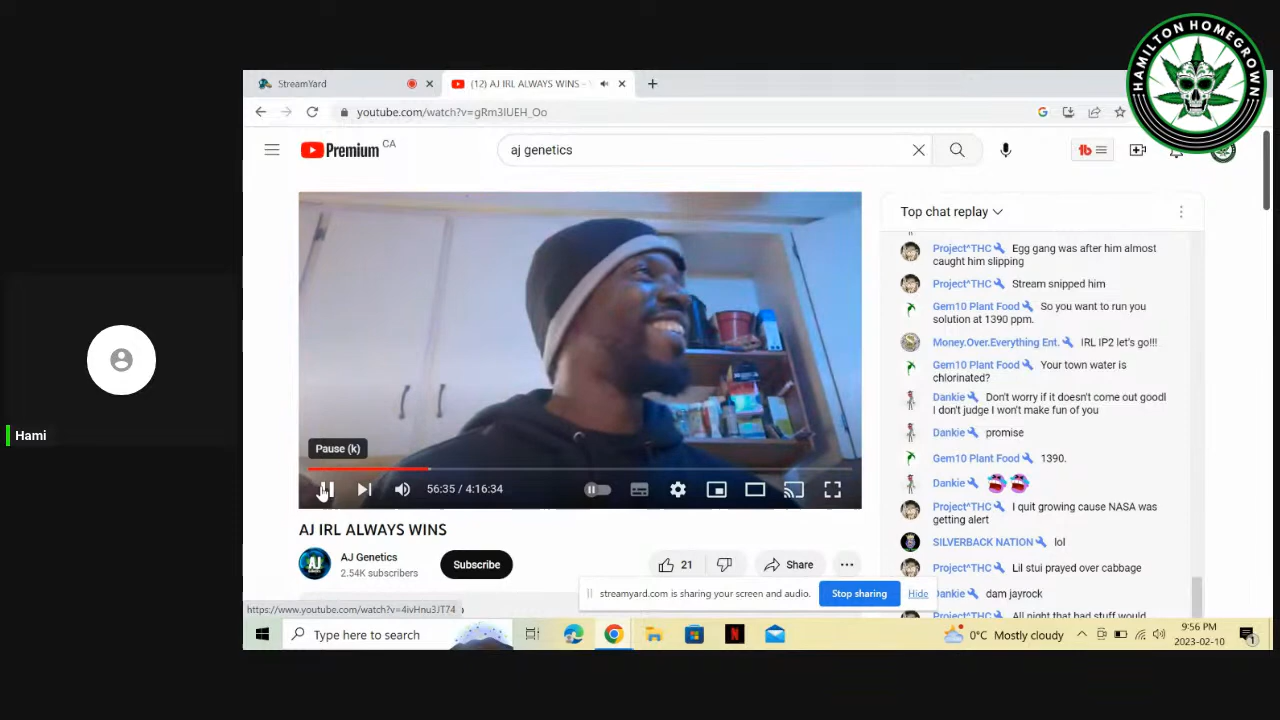 HAMILTON HOMEGROWN
StreamYard
(12) AJ IRL ALWAYS WINS -
youtube.com/watch?v=gRm3lUEH_Oo
Premium CA
aj genetics
Top chat replay
Project^THC Egg gang was after him almost
caught him slipping
Project^THC Stream snipped him
Gem10 Plant Food So you want to run you
solution at 1390 ppm.
Money.Over.Everything Ent. IRL IP2 let's go!!!
Gem10 Plant Food Your town water is
chlorinated?
Dankie Don't worry if it doesn't come out good!
I don't judge I won't make fun of you
Dankie promise
Gem10 Plant Food 1390.
Dankie
Project^THC I quit growing cause NASA was
getting alert
SILVERBACK NATION lol
Project^THC Lil stui prayed over cabbage
Dankie dam jayrock
Project^THC All night that bad stuff would
Pause (k)
56:35 / 4:16:34
AJ IRL ALWAYS WINS
AJ Genetics
2.54K subscribers
Subscribe
21
Share
streamyard.com is sharing your screen and audio.
Stop sharing
Hide
https://www.youtube.com/watch?v=4ivHnu3JT74
Type here to search
0°C Mostly cloudy
9:56 PM
2023-02-10
Hami